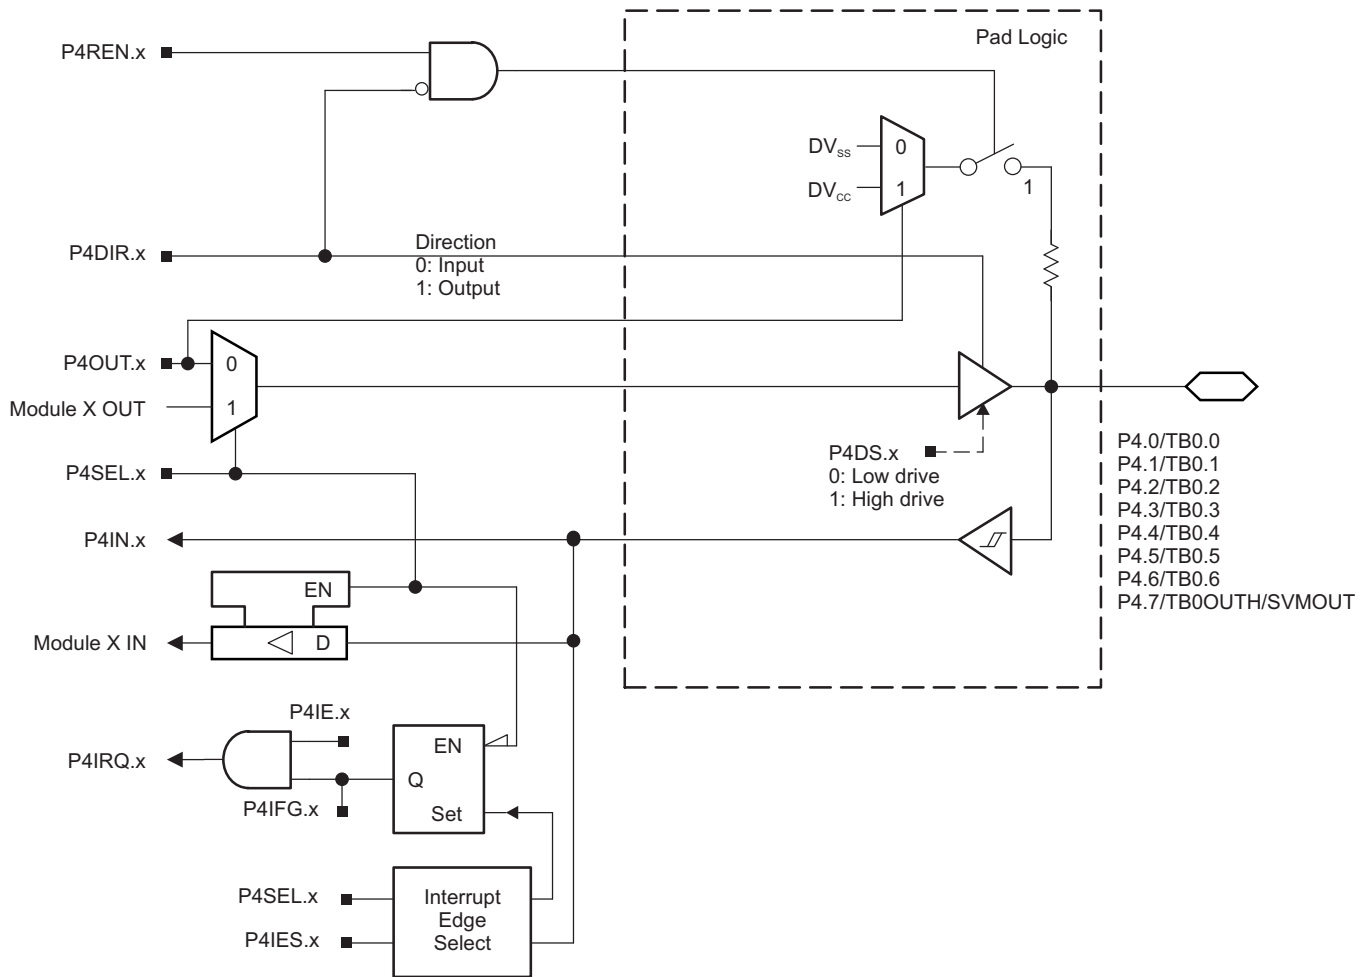 Pad Logic
P4REN.x
DVSS
0
DVCC
1
1
P4DIR.x
Direction
0: Input
1: Output
P4OUT.x
0
Module X OUT
1
P4SEL.x
P4DS.x
0: Low drive
1: High drive
P4.0/TB0.0
P4.1/TB0.1
P4.2/TB0.2
P4.3/TB0.3
P4.4/TB0.4
P4.5/TB0.5
P4.6/TB0.6
P4.7/TB0OUTH/SVMOUT
P4IN.x
EN
Module X IN
D
P4IE.x
P4IRQ.x
EN
Q
P4IFG.x
Set
P4SEL.x
P4IES.x
Interrupt
Edge
Select